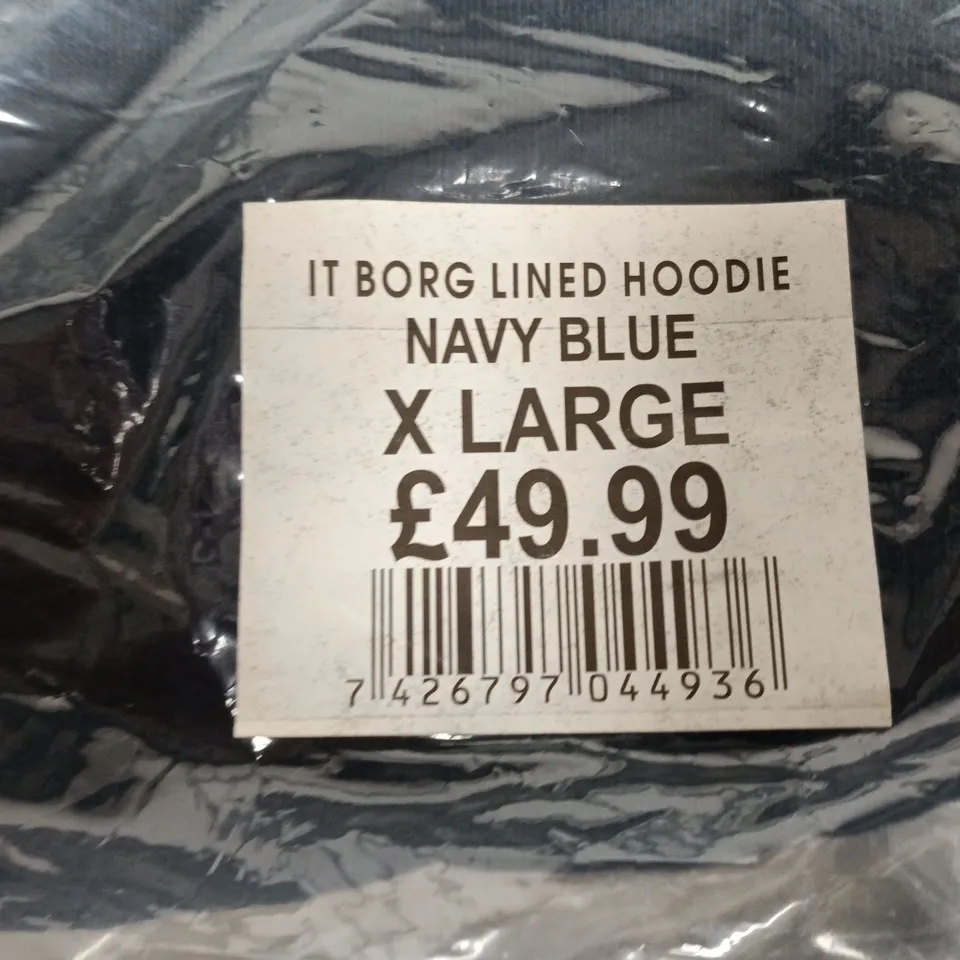 IT BORG LINED HOODIE
NAVY BLUE
X LARGE
£49.99
7 426797 044936